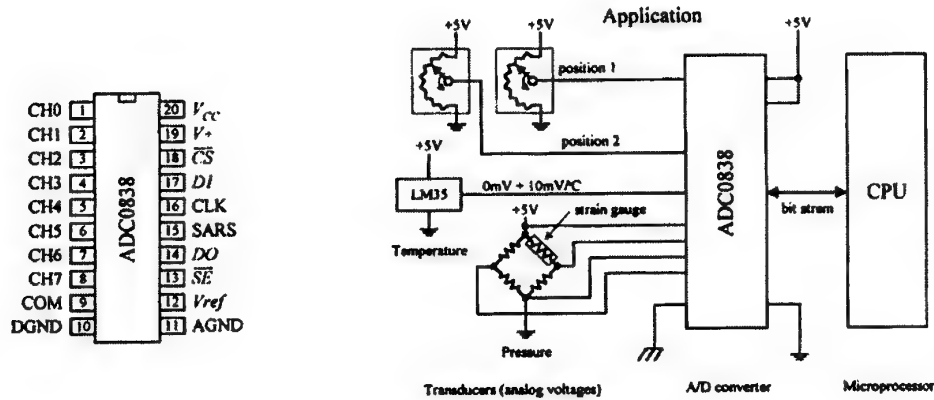 CH0 1 20 VCC
CH1 2 19 V+
CH2 3 18 CS
CH3 4 17 DI
CH4 5 16 CLK
CH5 6 15 SARS
CH6 7 14 DO
CH7 8 13 SE
COM 9 12 Vref
DGND 10 11 AGND
ADC0838
Application
+5V
+5V
+5V
position 1
position 2
+5V
LM35
0mV + 10mV/°C
Temperature
+5V
strain gauge
Pressure
ADC0838
bit strem
CPU
Transducers (analog voltages)
A/D converter
Microprocessor